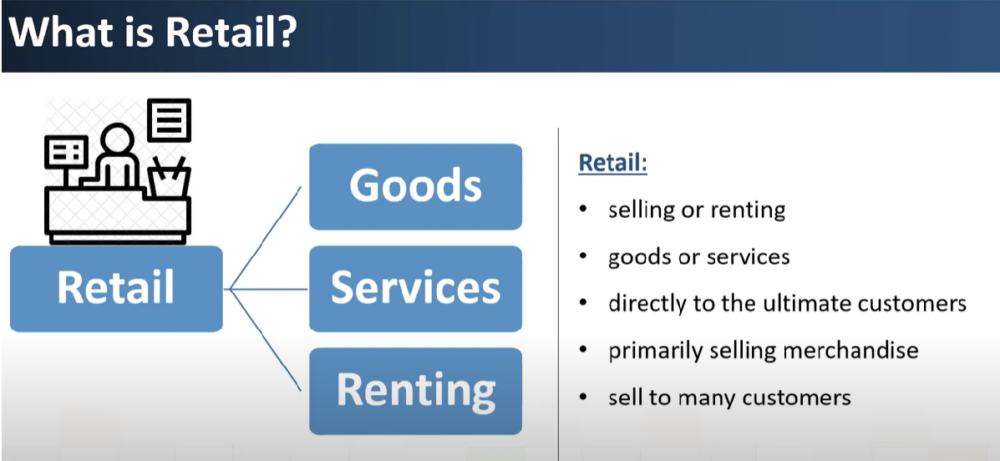 What is Retail?
Retail
Goods
Services
Renting
Retail:
• selling or renting
• goods or services
• directly to the ultimate customers
• primarily selling merchandise
• sell to many customers